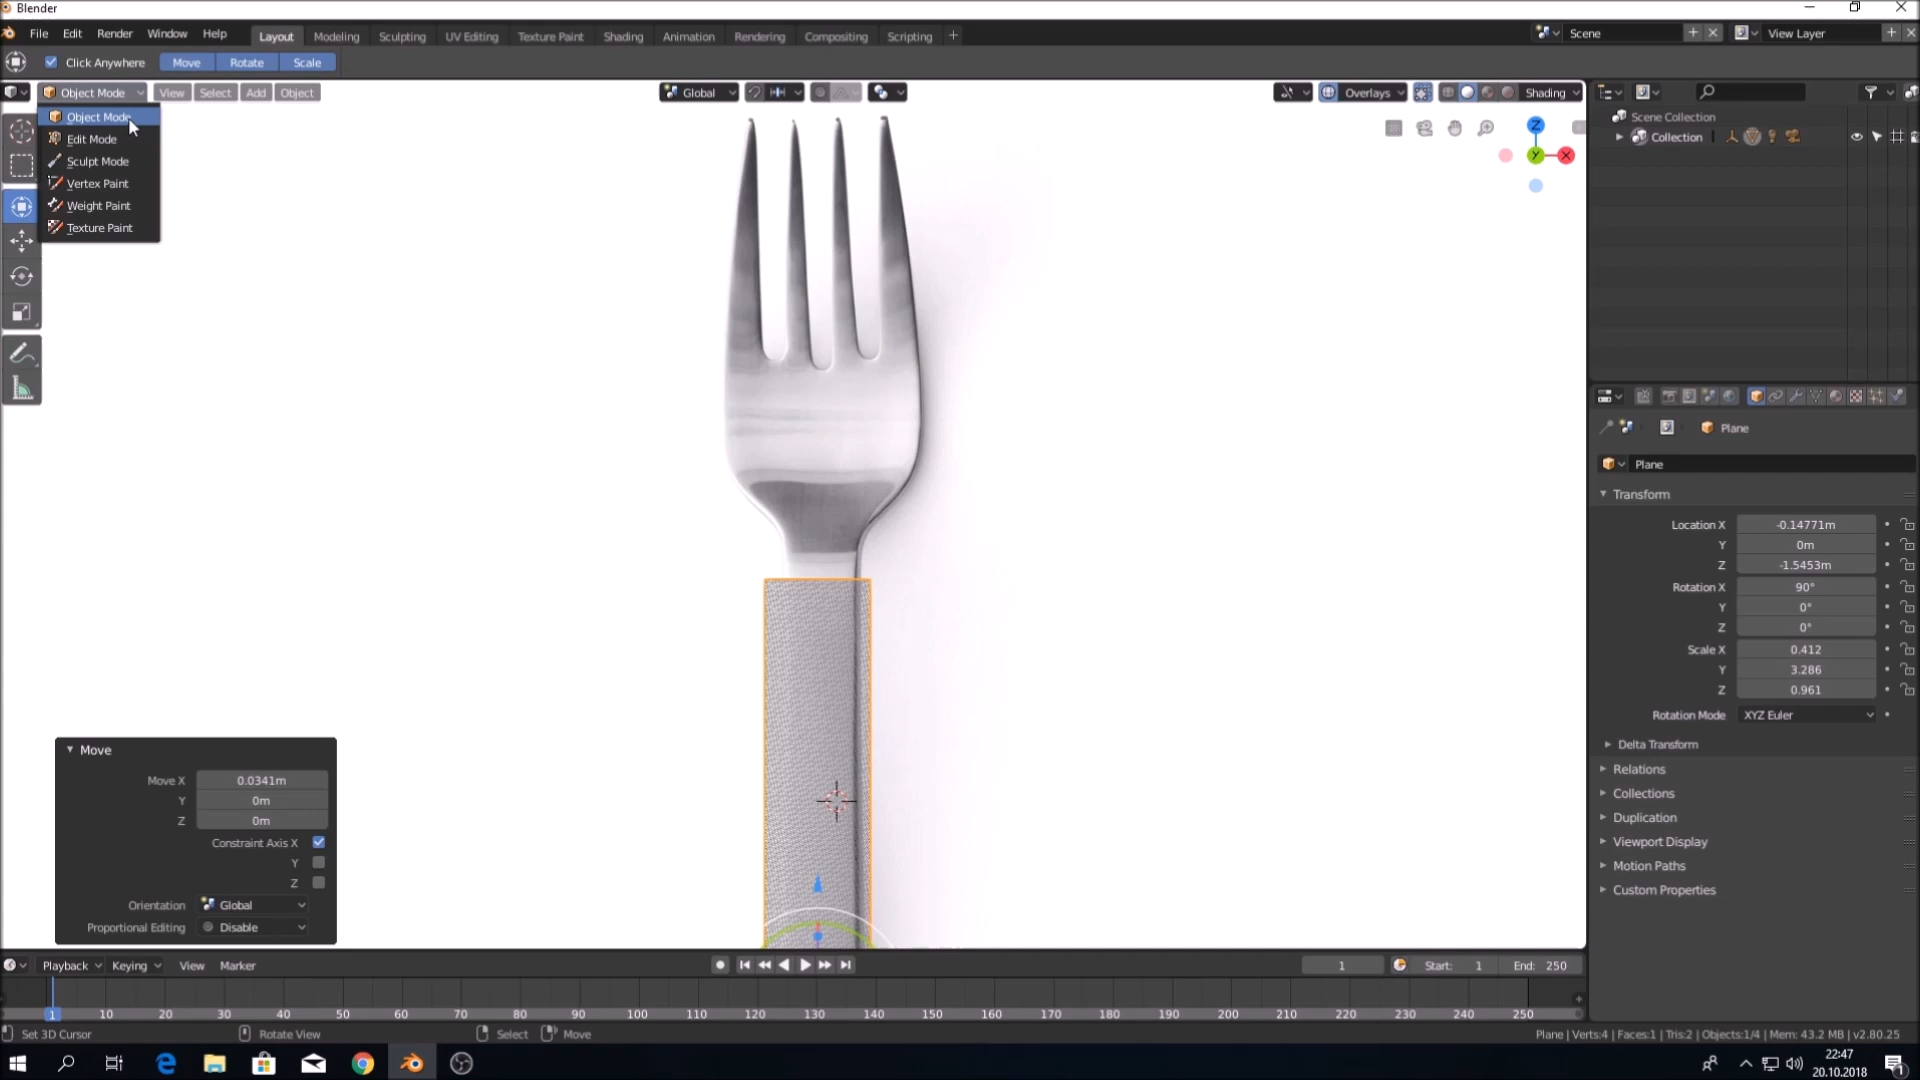 Blender
File Edit Render Window Help Layout Modeling Sculpting UV Editing Texture Paint Shading Animation Rendering Compositing Scripting + Scene View Layer
Click Anywhere Move Rotate Scale
Object Mode View Select Add Object Global Overlays Shading
Object Mode
Edit Mode
Sculpt Mode
Vertex Paint
Weight Paint
Texture Paint
Z
Y X
Scene Collection
Collection
Plane
Plane
Transform
Location X -0.14771m
Y 0m
Z -1.5453m
Rotation X 90°
Y 0°
Z 0°
Scale X 0.412
Y 3.286
Z 0.961
Rotation Mode XYZ Euler
Delta Transform
Relations
Collections
Duplication
Viewport Display
Motion Paths
Custom Properties
Move
Move X 0.0341m
Y 0m
Z 0m
Constraint Axis X
Y
Z
Orientation Global
Proportional Editing Disable
Playback Keying View Marker 1 Start: 1 End: 250
1 10 20 30 40 50 60 70 80 90 100 110 120 130 140 150 160 170 180 190 200 210 220 230 240 250
Set 3D Cursor Rotate View Select Move Plane | Verts:4 | Faces:1 | Tris:2 | Objects:1/4 | Mem: 43.2 MB | v2.80.25
22:47
20.10.2018
1